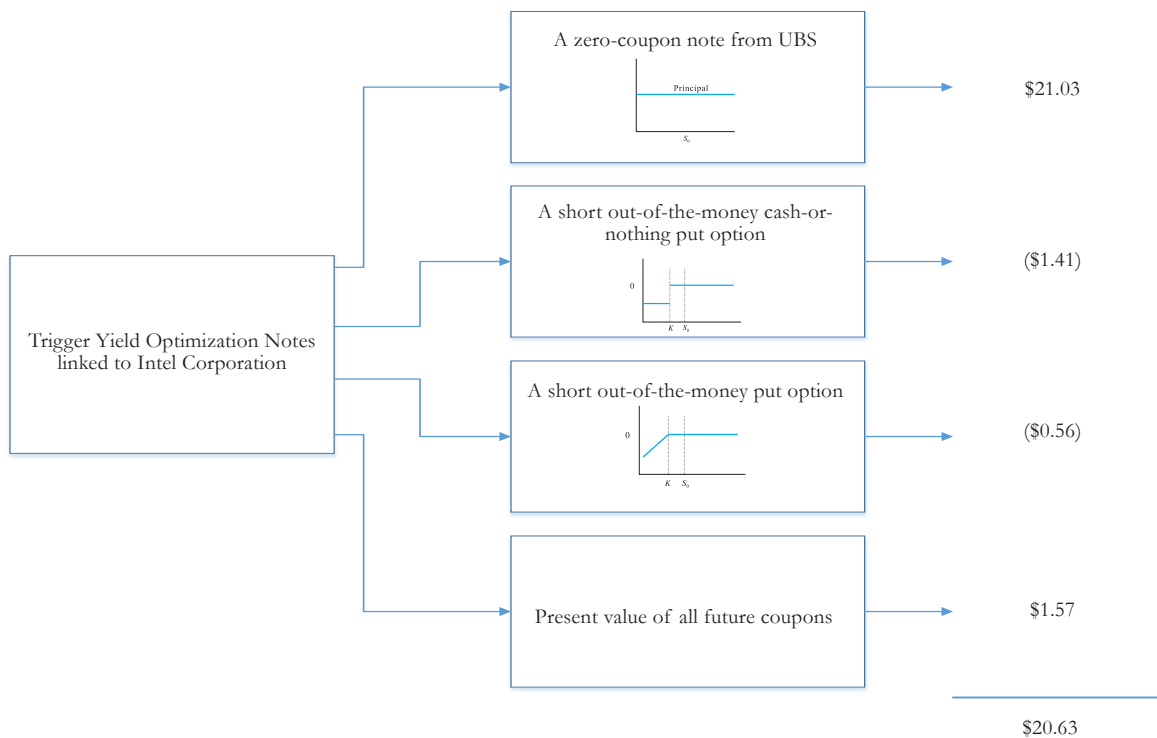 A zero-coupon note from UBS
Principal
S0
$21.03
A short out-of-the-money cash-or-
nothing put option
0
K S0
($1.41)
Trigger Yield Optimization Notes
linked to Intel Corporation
A short out-of-the-money put option
0
K S0
($0.56)
Present value of all future coupons
$1.57
$20.63